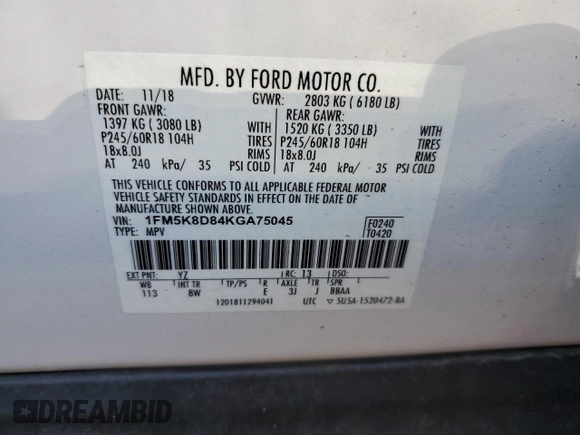 MFD. BY FORD MOTOR CO.
DATE: 11/18 GVWR: 2803 KG ( 6180 LB)
FRONT GAWR: REAR GAWR:
1397 KG ( 3080 LB) WITH 1520 KG ( 3350 LB) WITH
P245/60R18 104H TIRES P245/60R18 104H TIRES
18x8.0J RIMS 18x8.0J RIMS
AT 240 kPa/ 35 PSI COLD AT 240 kPa/ 35 PSI COLD
THIS VEHICLE CONFORMS TO ALL APPLICABLE FEDERAL MOTOR
VEHICLE SAFETY STANDARDS IN EFFECT ON THE DATE OF
MANUFACTURE SHOWN ABOVE.
VIN: 1FM5K8D84KGA75045 F0240
TYPE: MPV T0420
EXT PNT: YZ RC: 13 DSO:
WB INT TR TP/PS R AXLE TR SPR
113 8W E 3J J BBAA
1201811294041 UTC ▽ 5U5A-1520472-BA
DREAMBID